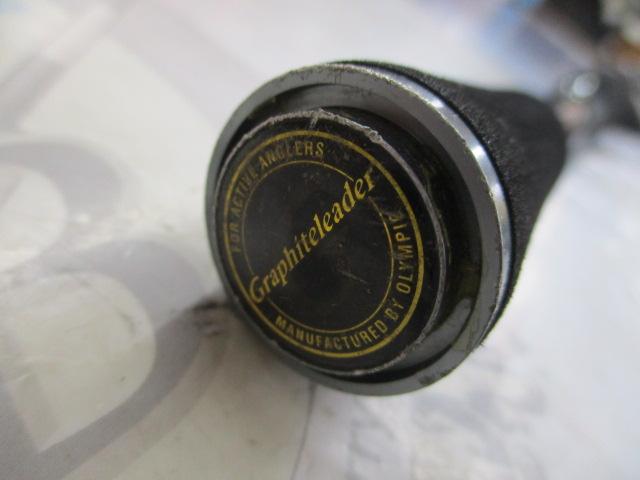 FOR ACTIVE ANGLERS
Graphiteleader
MANUFACTURED BY OLYMPIC